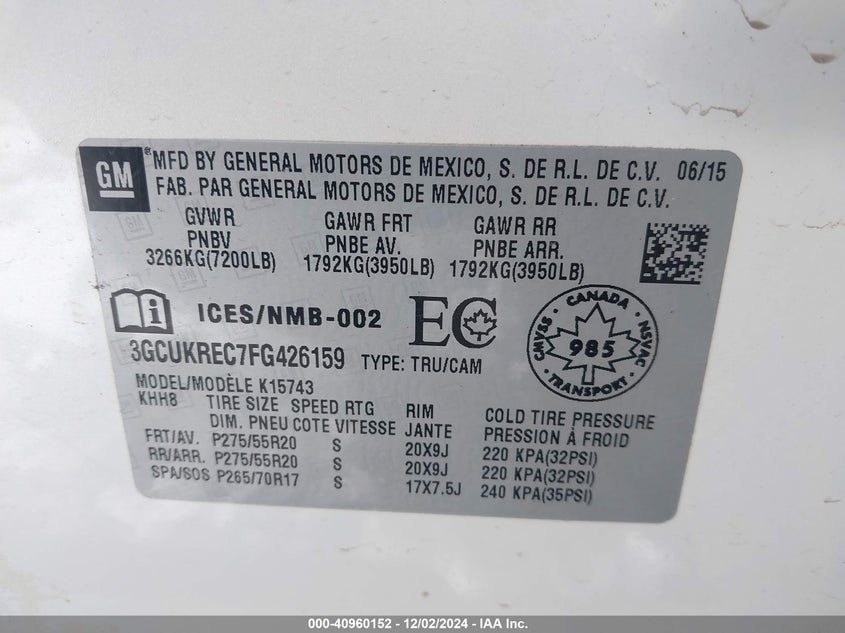 GM ® MFD BY GENERAL MOTORS DE MEXICO, S. DE R.L. DE C.V. 06/15
FAB. PAR GENERAL MOTORS DE MEXICO, S. DE R.L. DE C.V.
GVWR GAWR FRT GAWR RR
PNBV PNBE AV. PNBE ARR.
3266KG(7200LB) 1792KG(3950LB) 1792KG(3950LB)
ICES/NMB-002 EC
CANADA
CMVSS 985 NSVAC
TRANSPORT
3GCUKREC7FG426159 TYPE: TRU/CAM
MODEL/MODÈLE K15743
KHH8 TIRE SIZE SPEED RTG RIM COLD TIRE PRESSURE
DIM. PNEU COTE VITESSE JANTE PRESSION À FROID
FRT/AV. P275/55R20 S 20X9J 220 KPA(32PSI)
RR/ARR. P275/55R20 S 20X9J 220 KPA(32PSI)
SPA/SOS P265/70R17 S 17X7.5J 240 KPA(35PSI)
000-40960152 - 12/02/2024 - IAA Inc.